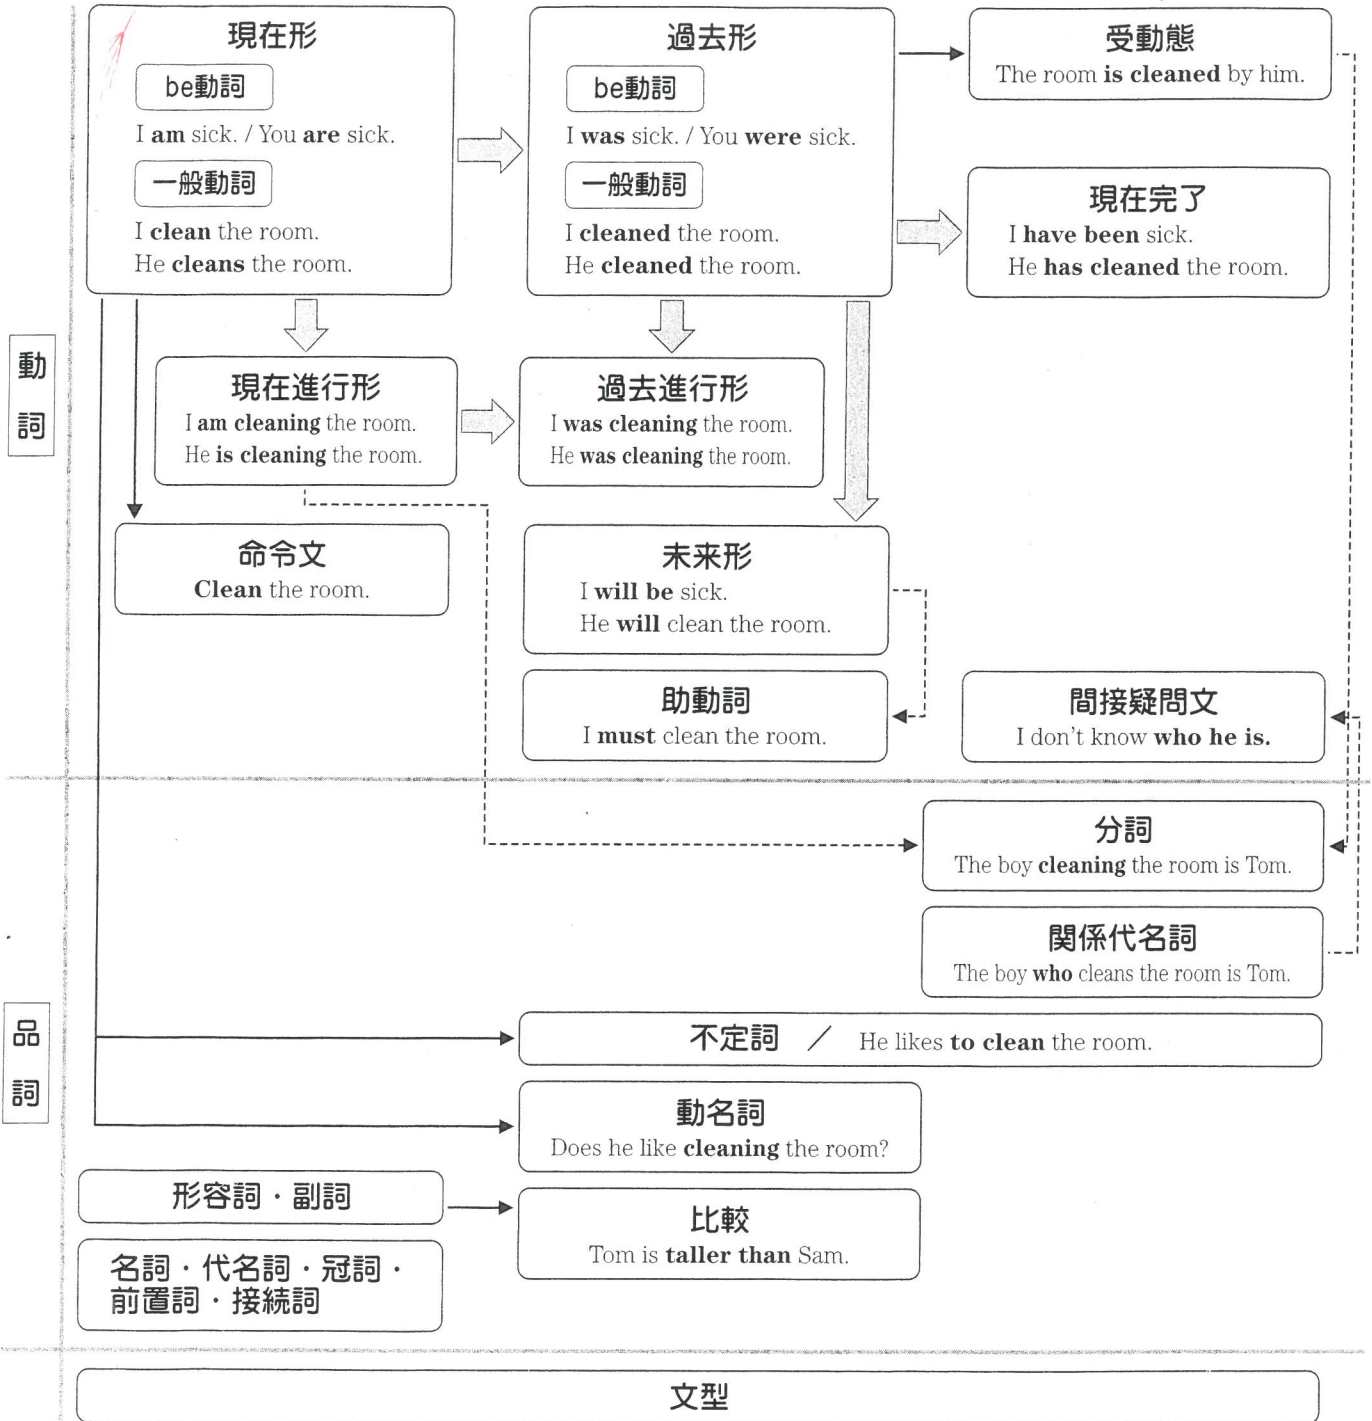 現在形
be動詞
I am sick. / You are sick.
一般動詞
I clean the room.
He cleans the room.
過去形
be動詞
I was sick. / You were sick.
一般動詞
I cleaned the room.
He cleaned the room.
受動態
The room is cleaned by him.
現在完了
I have been sick.
He has cleaned the room.
動
詞
現在進行形
I am cleaning the room.
He is cleaning the room.
過去進行形
I was cleaning the room.
He was cleaning the room.
命令文
Clean the room.
未来形
I will be sick.
He will clean the room.
助動詞
I must clean the room.
間接疑問文
I don't know who he is.
分詞
The boy cleaning the room is Tom.
関係代名詞
The boy who cleans the room is Tom.
品
詞
不定詞 / He likes to clean the room.
動名詞
Does he like cleaning the room?
形容詞・副詞
比較
Tom is taller than Sam.
名詞・代名詞・冠詞・
前置詞・接続詞
文型